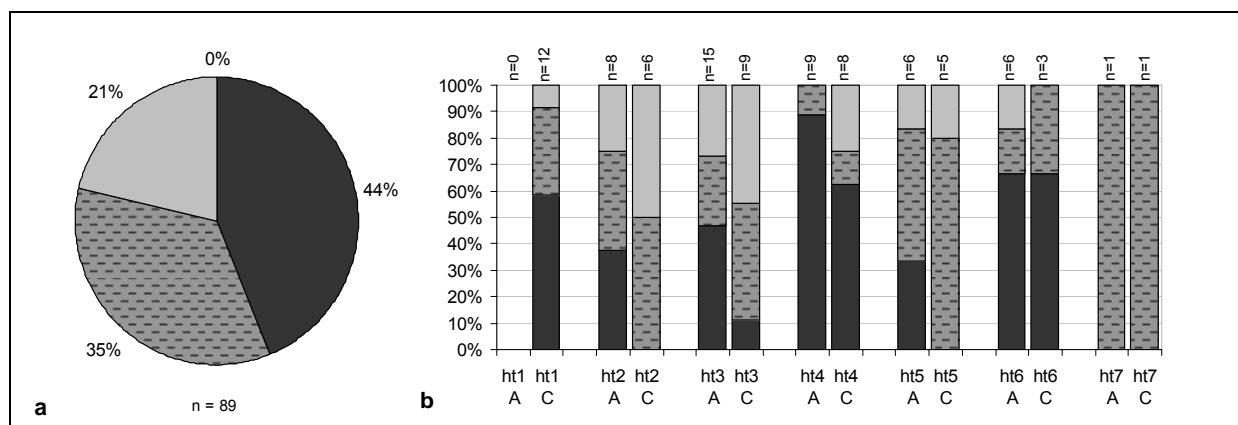 0%
21%
44%
35%
a
n = 89
n=0 n=12 n=8 n=6 n=15 n=9 n=9 n=8 n=6 n=5 n=6 n=3 n=1 n=1
100%
90%
80%
70%
60%
50%
40%
30%
20%
10%
0%
ht1 ht1 ht2 ht2 ht3 ht3 ht4 ht4 ht5 ht5 ht6 ht6 ht7 ht7
A C A C A C A C A C A C A C
b